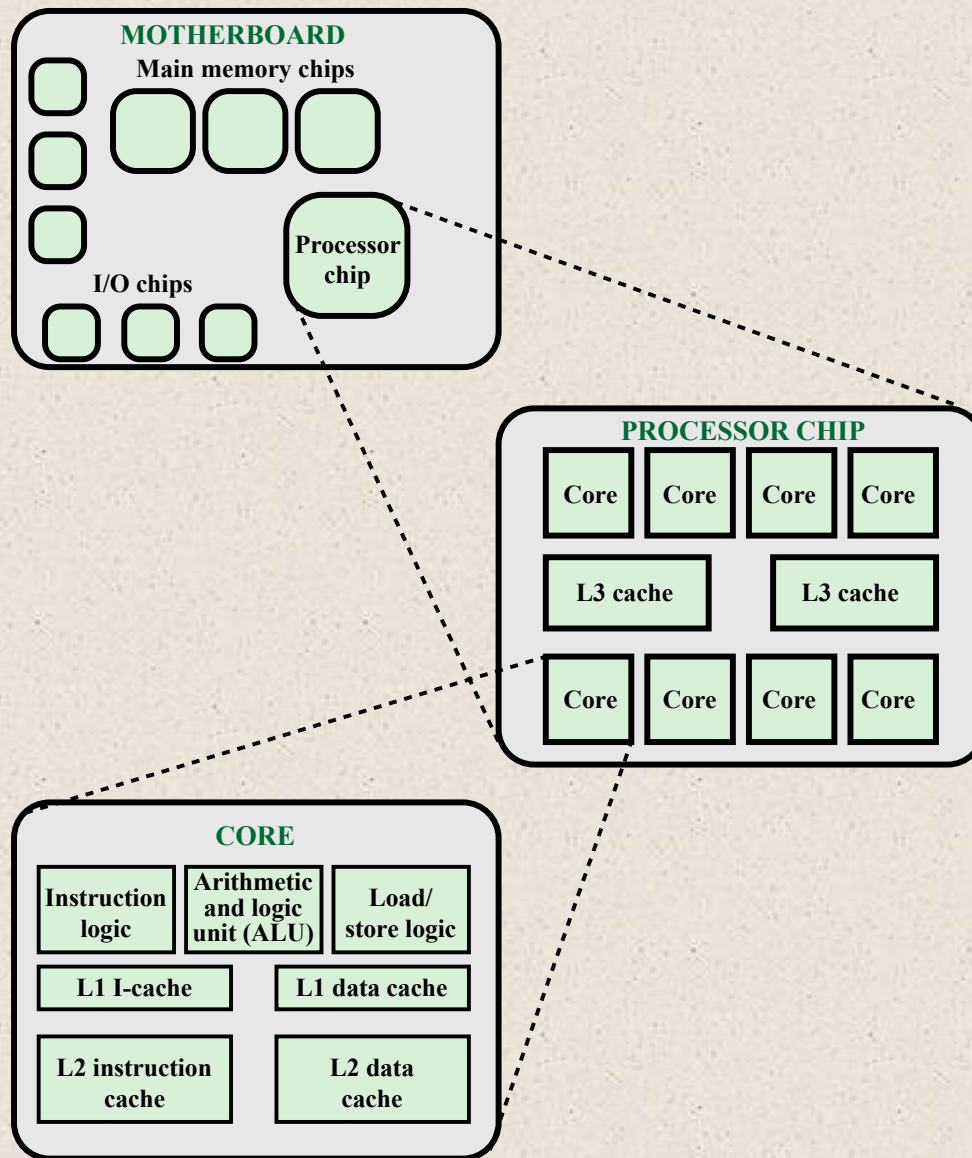 MOTHERBOARD
Main memory chips
Processor
chip
I/O chips
PROCESSOR CHIP
Core
Core
Core
Core
L3 cache
L3 cache
Core
Core
Core
Core
CORE
Instruction
logic
Arithmetic
and logic
unit (ALU)
Load/
store logic
L1 I-cache
L1 data cache
L2 instruction
cache
L2 data
cache